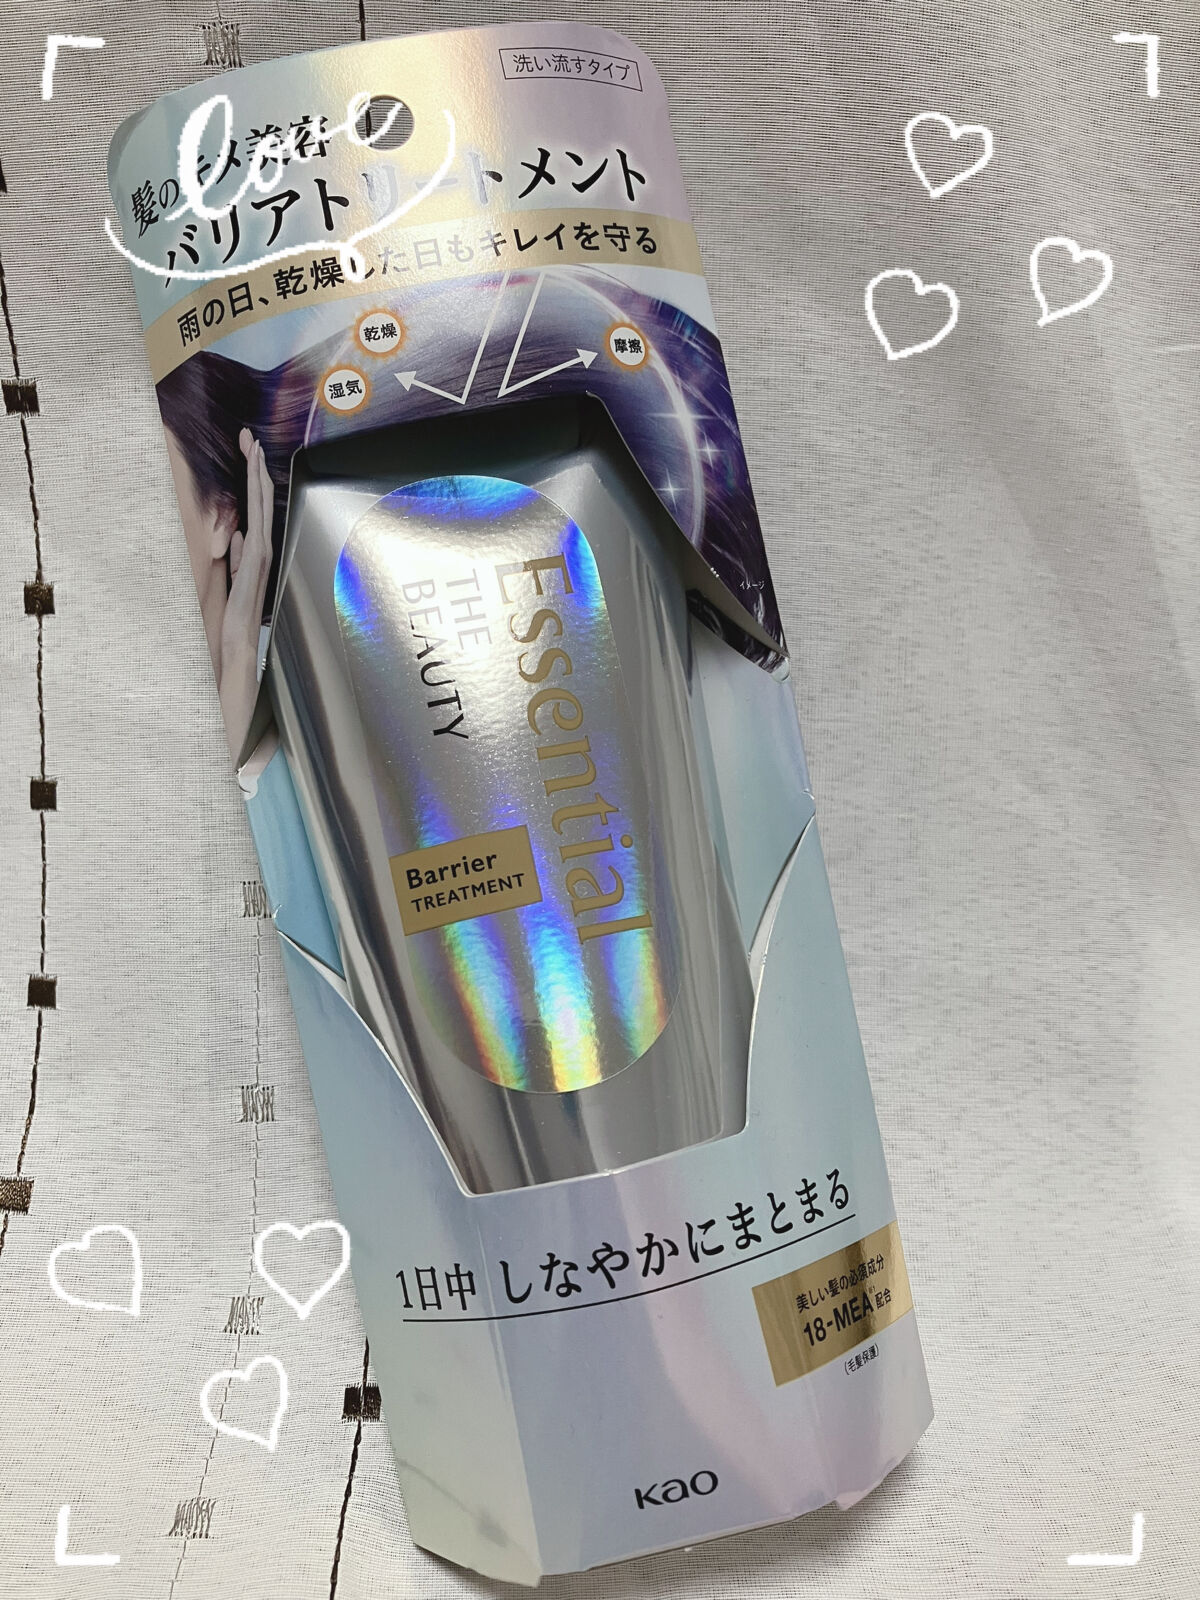 洗い流すタイプ
love
髪のキメ美容
バリアトリートメント
雨の日、乾燥した日もキレイを守る
乾燥
湿気
摩擦
イメージ
Essential
THE
BEAUTY
Barrier
TREATMENT
1日中 しなやかにまとまる
美しい髪の必須成分
18-MEA※1配合
(毛髪保護)
Kao